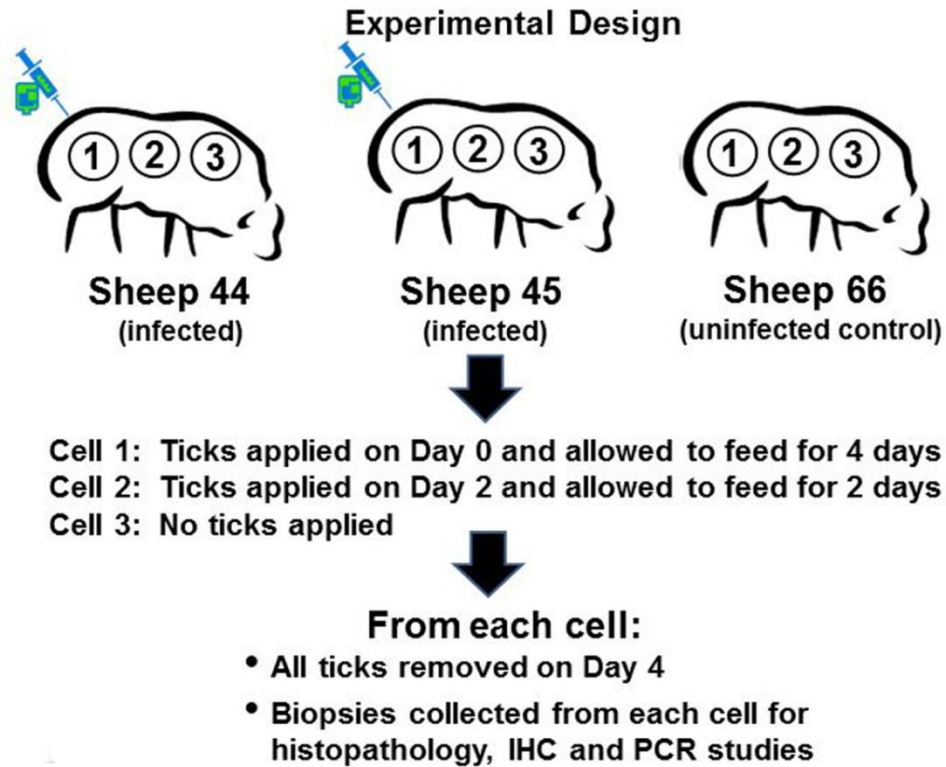 Experimental Design
1 2 3
1 2 3
1 2 3
Sheep 44
(infected)
Sheep 45
(infected)
Sheep 66
(uninfected control)
Cell 1: Ticks applied on Day 0 and allowed to feed for 4 days
Cell 2: Ticks applied on Day 2 and allowed to feed for 2 days
Cell 3: No ticks applied
From each cell:
• All ticks removed on Day 4
• Biopsies collected from each cell for
histopathology, IHC and PCR studies
1